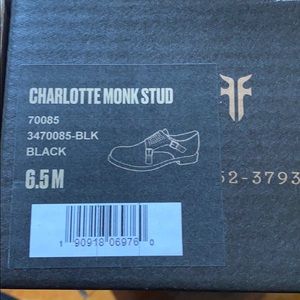 CHARLOTTE MONK STUD
70085
3470085-BLK
BLACK
6.5 M
52-3793
1 90918 06976 0